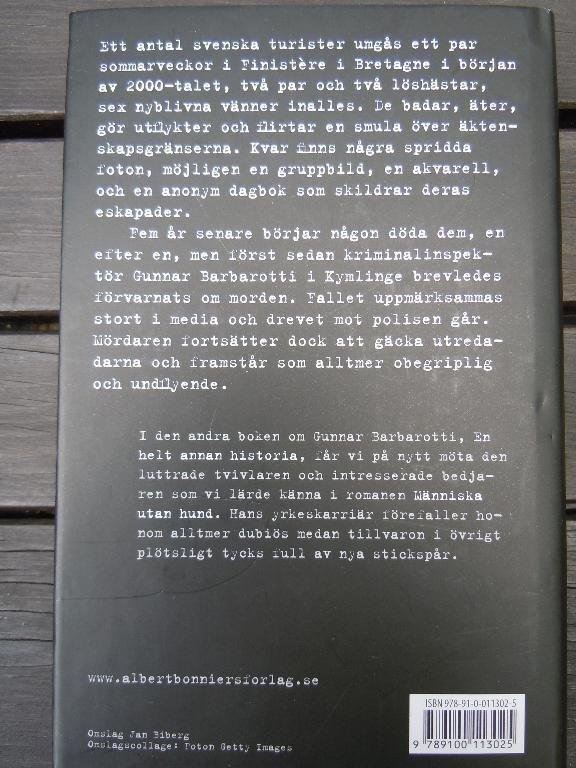 Ett antal svenska turister umgås ett par
sommarveckor i Finistère i Bretagne i början
av 2000-talet, två par och två löshästar,
sex nyblivna vänner inalles. De badar, äter,
gör utflykter och flirtar en smula över äkten-
skapsgränserna. Kvar finns några spridda
foton, möjligen en gruppbild, en akvarell,
och en anonym dagbok som skildrar deras
eskapader.
Fem år senare börjar någon döda dem, en
efter en, men först sedan kriminalinspek-
tör Gunnar Barbarotti i Kymlinge brevledes
förvarnats om morden. Fallet uppmärksammas
stort i media och drevet mot polisen går.
Mördaren fortsätter dock att gäcka utreda-
darna och framstår som alltmer obegriplig
och undflyende.
I den andra boken om Gunnar Barbarotti, En
helt annan historia, får vi på nytt möta den
luttrade tvivlaren och intresserade bedja-
ren som vi lärde känna i romanen Människa
utan hund. Hans yrkeskarriär förefaller ho-
nom alltmer dubiös medan tillvaron i övrigt
plötsligt tycks full av nya stickspår.
www.albertbonniersforlag.se
ISBN 978-91-0-011302-5
Omslag Jan Biberg
Omslagscollage: Foton Getty Images
9 789100 113025